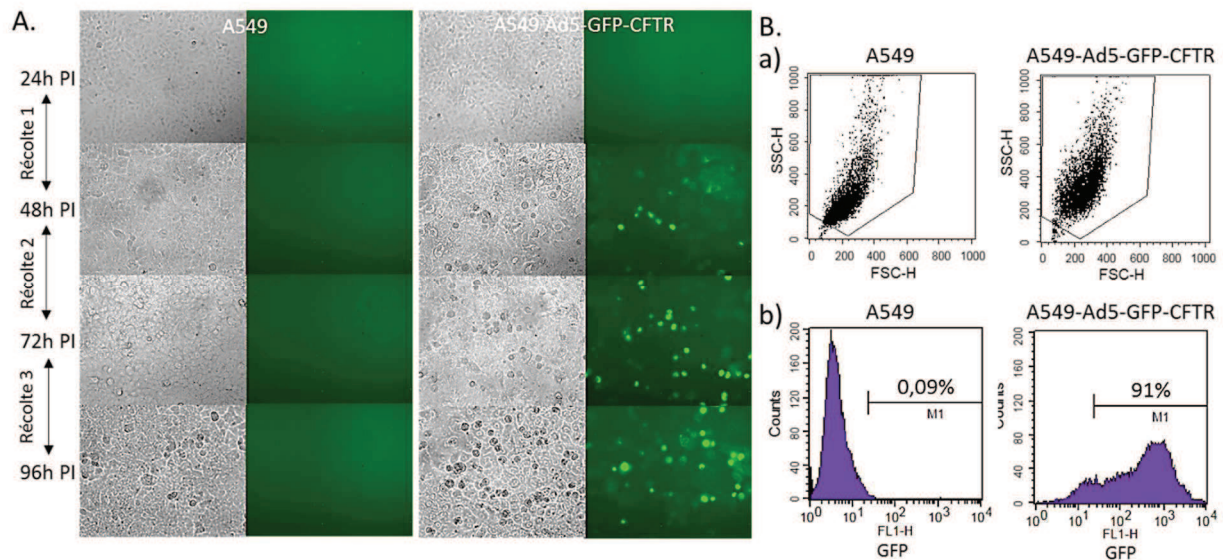 A.
A549
A549 Ad5-GFP-CFTR
24h PI
Récolte 1
48h PI
Récolte 2
72h PI
Récolte 3
96h PI
B.
a)
A549
A549-Ad5-GFP-CFTR
1000
800
600
400
200
0
SSC-H
0 200 400 600 800 1000
FSC-H
1000
800
600
400
200
0
SSC-H
0 200 400 600 800 1000
FSC-H
b)
A549
A549-Ad5-GFP-CFTR
200
160
120
80
40
0
Counts
0,09%
M1
10⁰ 10¹ 10² 10³ 10⁴
FL1-H
GFP
200
160
120
80
40
0
Counts
91%
M1
10⁰ 10¹ 10² 10³ 10⁴
FL1-H
GFP